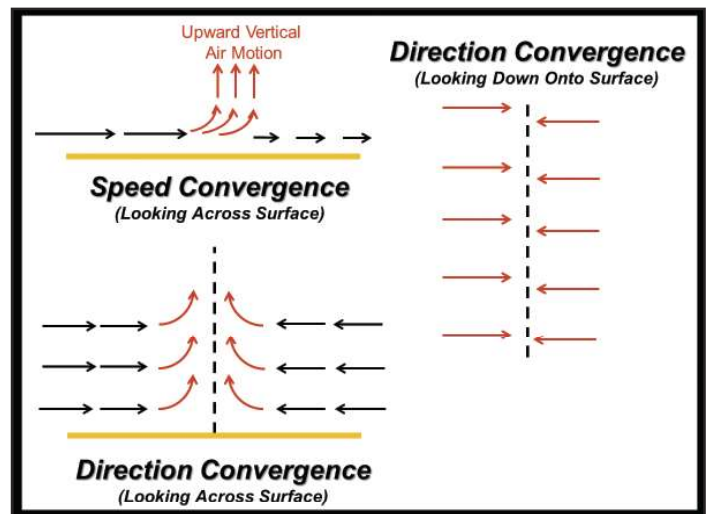 Upward Vertical
Air Motion
Speed Convergence
(Looking Across Surface)
Direction Convergence
(Looking Down Onto Surface)
Direction Convergence
(Looking Across Surface)